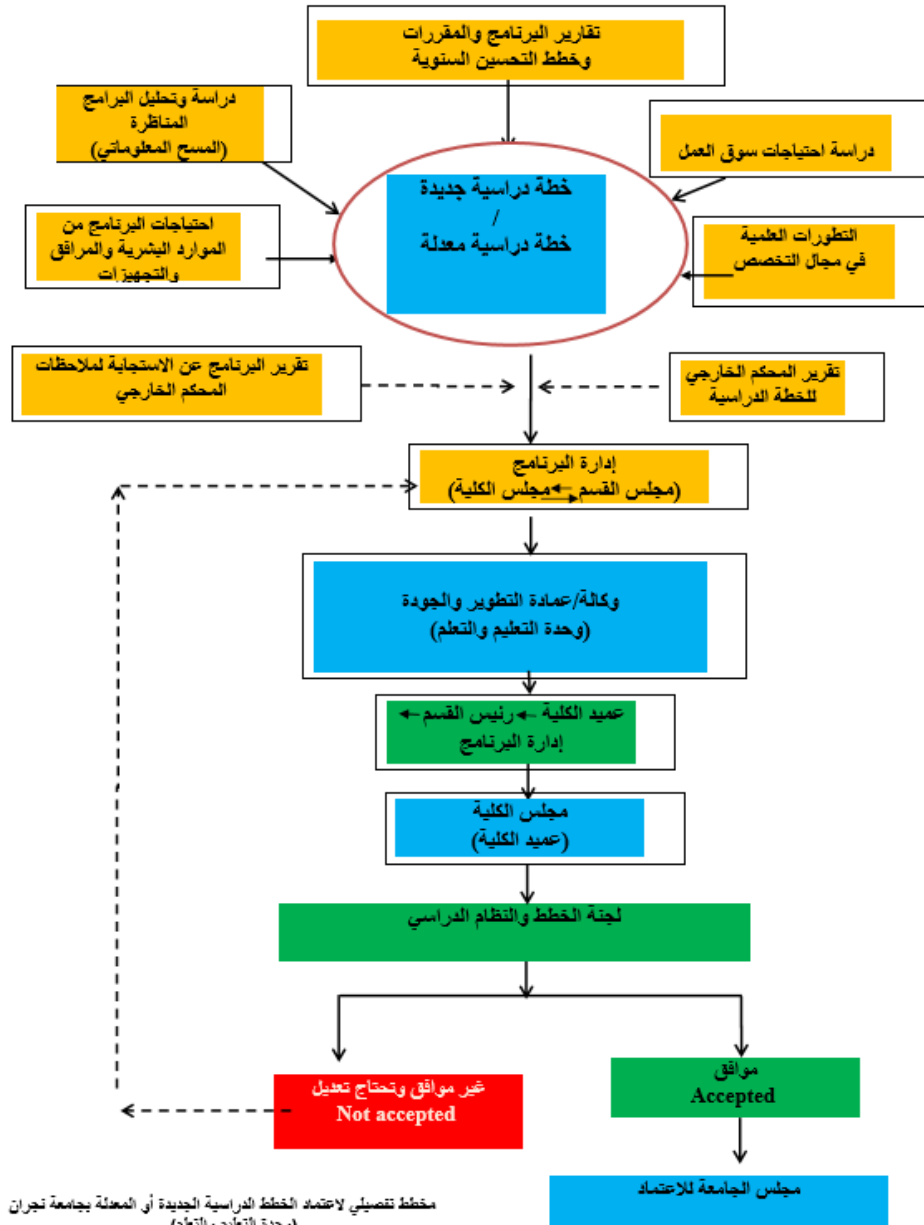 تقارير البرنامج والمقررات
وخطط التحسين السنوية
دراسة وتحليل البرامج
المناظرة
(المسح المعلوماتي)
دراسة احتياجات سوق العمل
خطة دراسية جديدة
/
خطة دراسية معدلة
احتياجات البرنامج من
الموارد البشرية والمرافق
والتجهيزات
التطورات العلمية
في مجال التخصص
تقرير البرنامج عن الاستجابة لملاحظات
المحكم الخارجي
تقرير المحكم الخارجي
للخطة الدراسية
إدارة البرنامج
(مجلس القسم مجلس الكلية)
وكالة/عمادة التطوير والجودة
(وحدة التعليم والتعلم)
عميد الكلية ← رئيس القسم ←
إدارة البرنامج
مجلس الكلية
(عميد الكلية)
لجنة الخطط والنظام الدراسي
غير موافق وتحتاج تعديل
Not accepted
موافق
Accepted
مجلس الجامعة للاعتماد
مخطط تفصيلي لاعتماد الخطط الدراسية الجديدة أو المعدلة بجامعة نجران
(وحدة التعليم والتعلم)